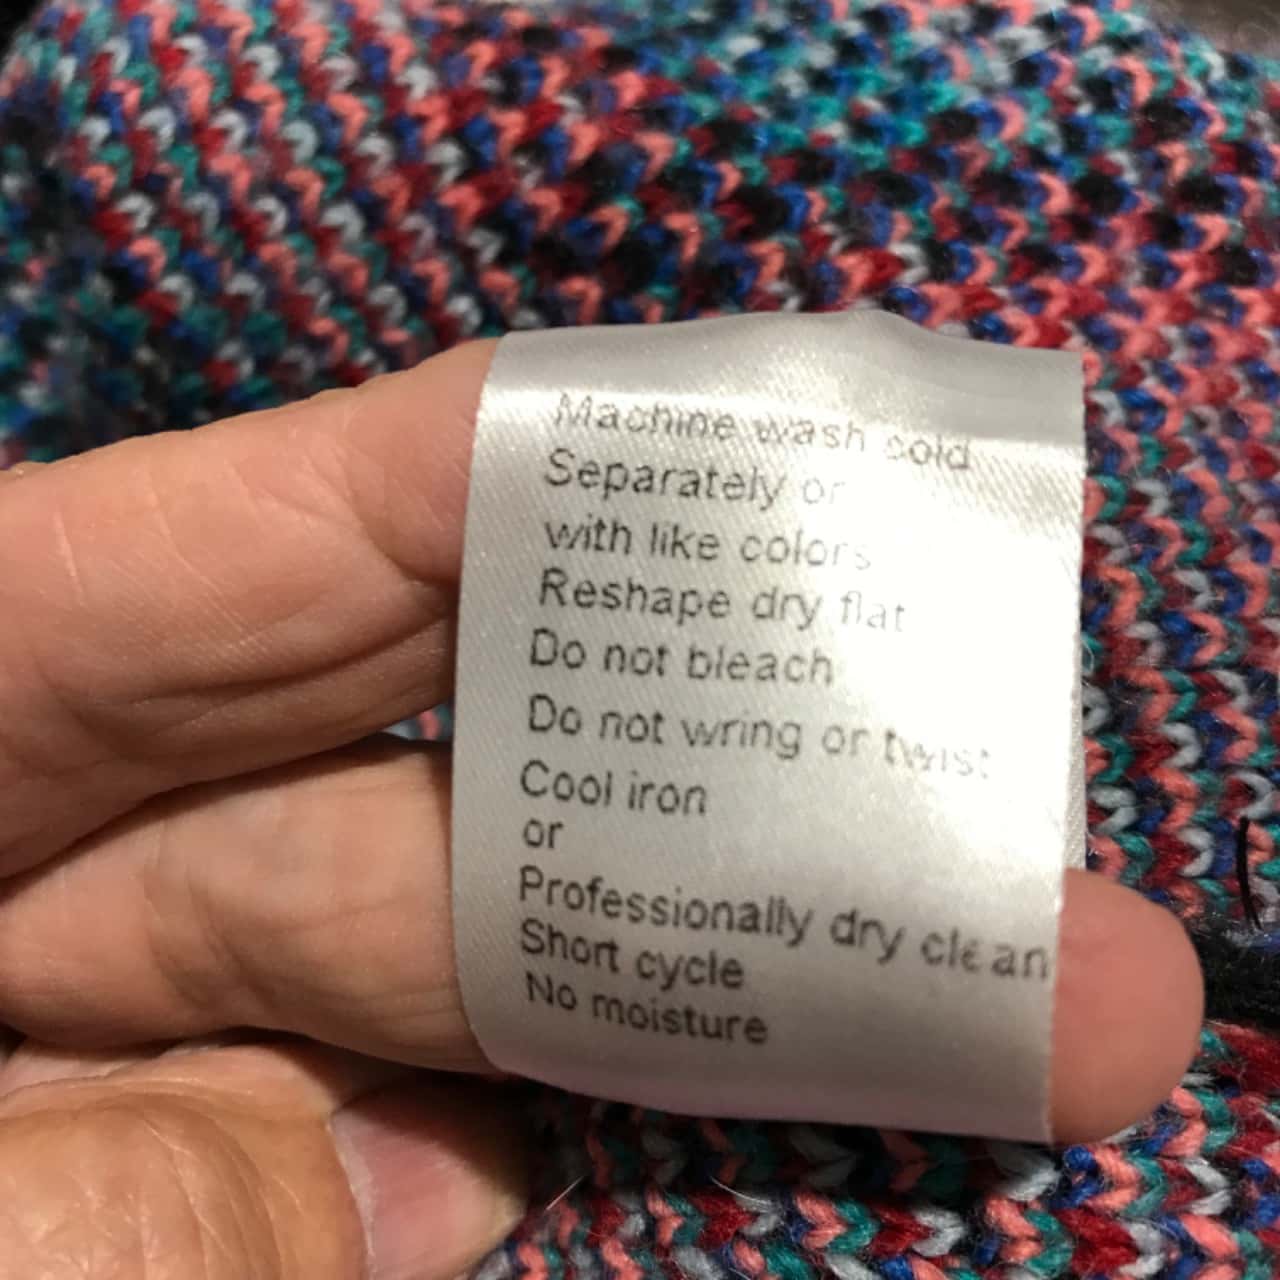 Machine wash cold
Separately or
with like colors
Reshape dry flat
Do not bleach
Do not wring or twist
Cool iron
or
Professionally dry clean
Short cycle
No moisture